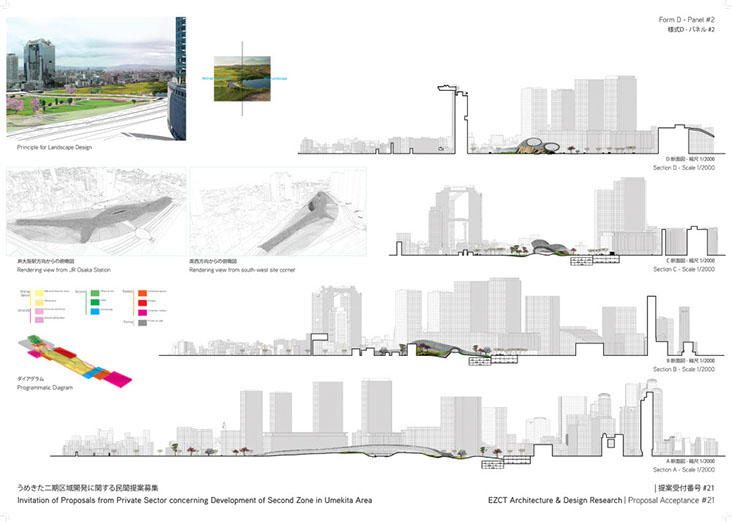 Form D - Panel #2
様式D - パネル #2
Principle for Landscape Design
D 断面図 - 縮尺 1/2000
Section D - Scale 1/2000
JR大阪駅方向からの俯瞰図
Rendering view from JR Osaka Station
南西方向からの俯瞰図
Rendering view from south-west site corner
C 断面図 - 縮尺 1/2000
Section C - Scale 1/2000
B 断面図 - 縮尺 1/2000
Section B - Scale 1/2000
ダイアグラム
Programmatic Diagram
A 断面図 - 縮尺 1/2000
Section A - Scale 1/2000
うめきた二期区域開発に関する民間提案募集
| 提案受付番号 #21
Invitation of Proposals from Private Sector concerning Development of Second Zone in Umekita Area
EZCT Architecture & Design Research | Proposal Acceptance #21